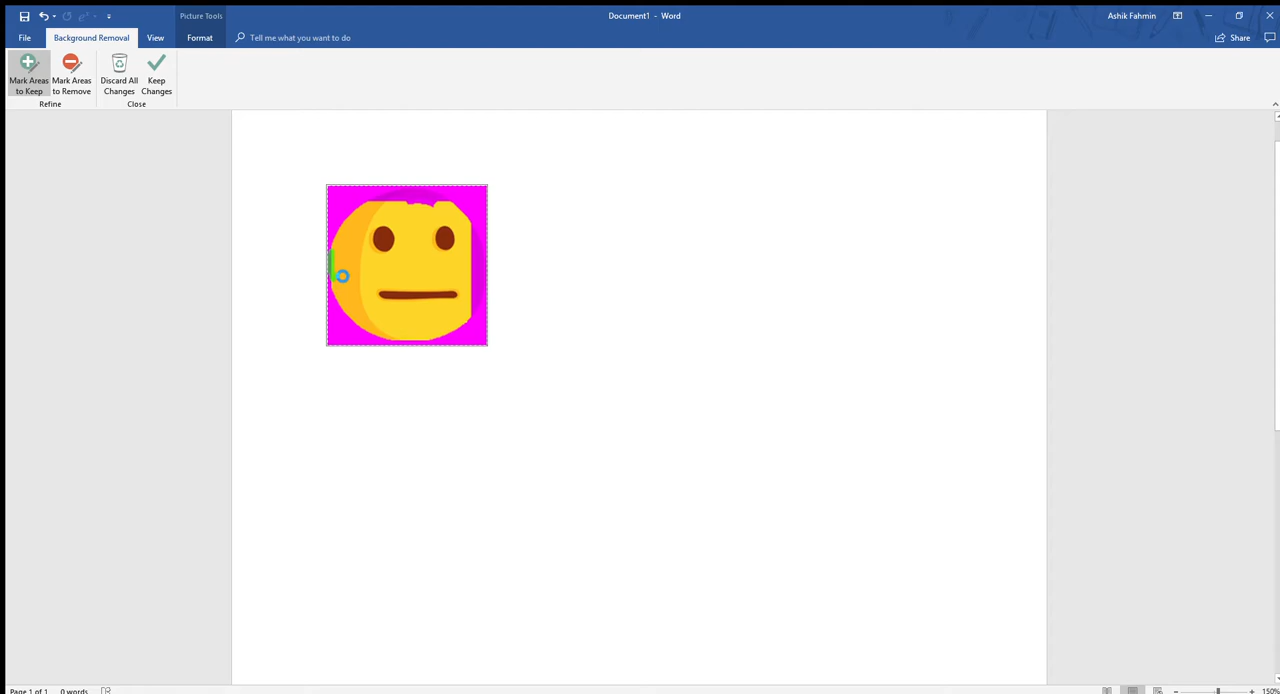 Picture Tools
Document1 - Word
Ashik Fahmin
File
Background Removal
View
Format
Tell me what you want to do
Share
Mark Areas to Keep
Mark Areas to Remove
Discard All Changes
Keep Changes
Refine
Close
Page 1 of 1
0 words
150%